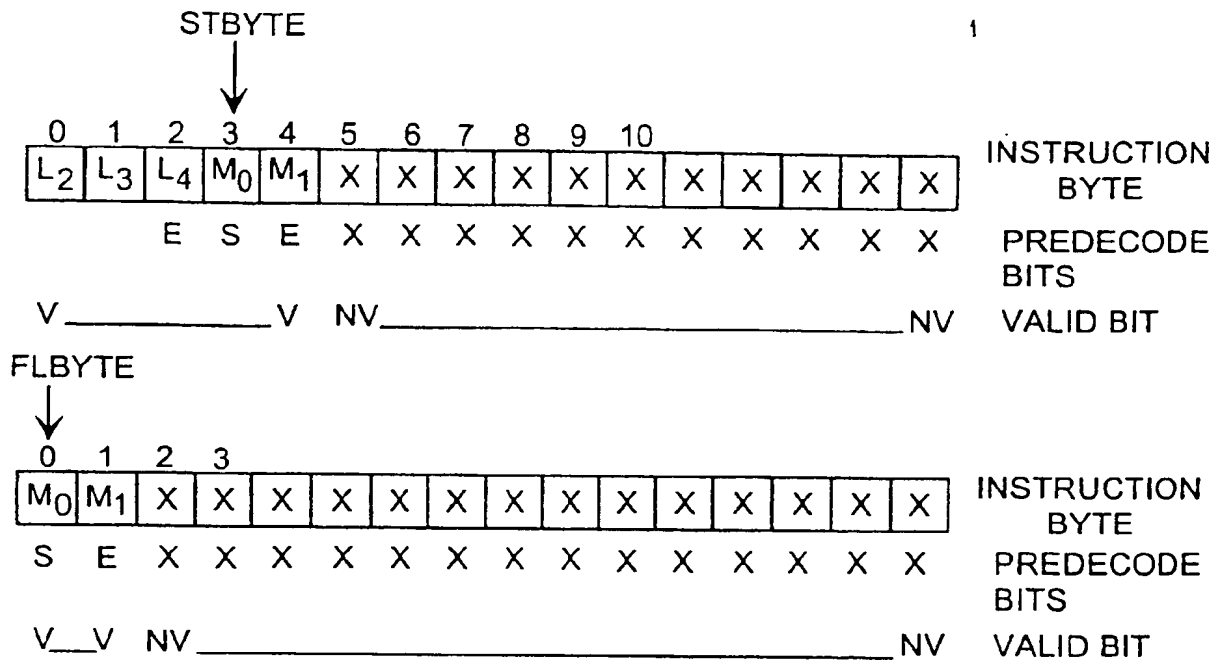 STBYTE
1
0 1 2 3 4 5 6 7 8 9 10
L2 L3 L4 M0 M1 X X X X X X X X X X X
INSTRUCTION
BYTE
E S E X X X X X X X X X X X
PREDECODE
BITS
V V NV NV VALID BIT
FLBYTE
0 1 2 3
M0 M1 X X X X X X X X X X X X X X
INSTRUCTION
BYTE
S E X X X X X X X X X X X X X X
PREDECODE
BITS
V V NV NV VALID BIT